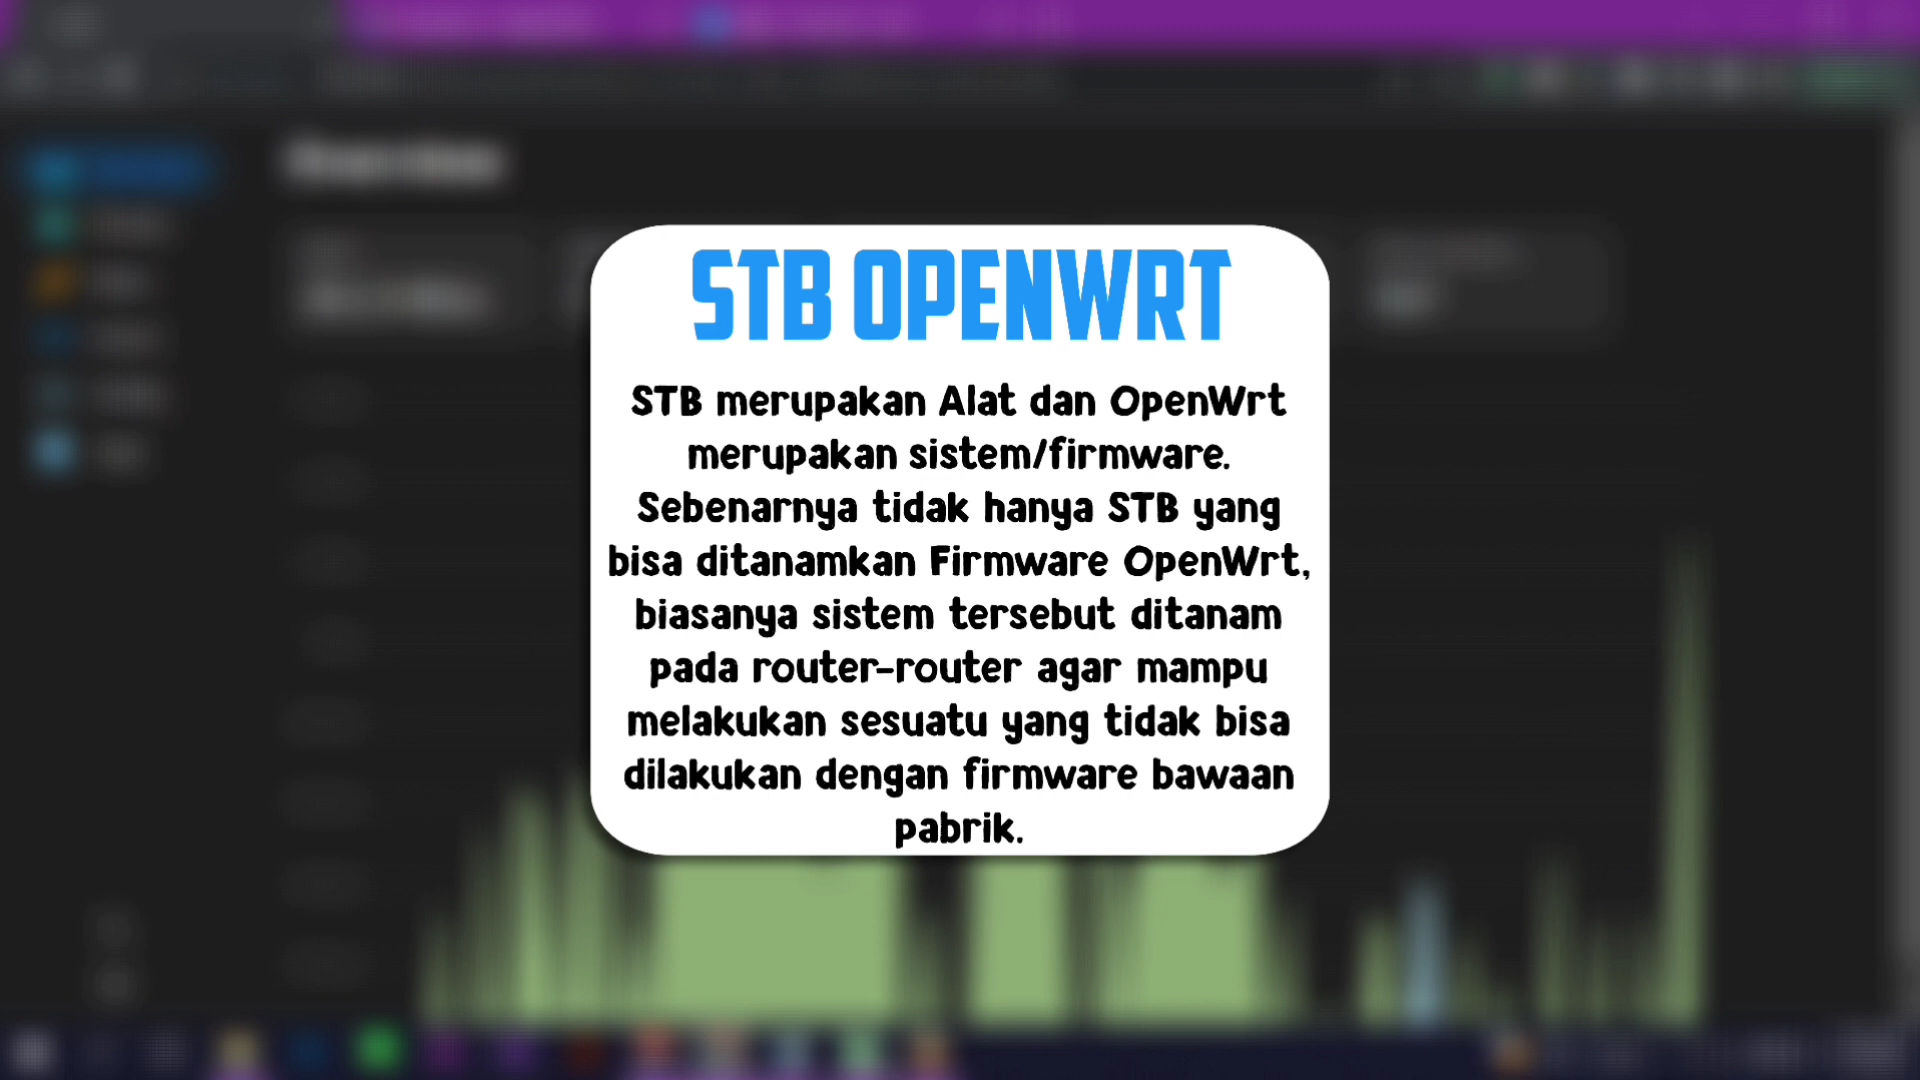 STB OPENWRT
STB merupakan Alat dan OpenWrt
merupakan sistem/firmware.
Sebenarnya tidak hanya STB yang
bisa ditanamkan Firmware OpenWrt,
biasanya sistem tersebut ditanam
pada router-router agar mampu
melakukan sesuatu yang tidak bisa
dilakukan dengan firmware bawaan
pabrik.